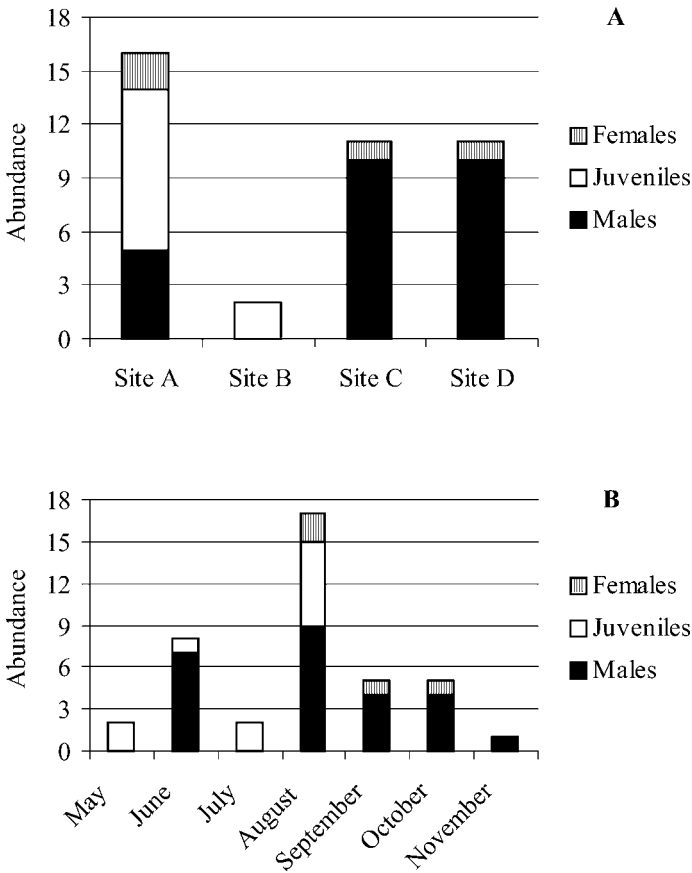 A
18
15
12
9
6
3
0
Abundance
Females
Juveniles
Males
Site A Site B Site C Site D
B
18
15
12
9
6
3
0
Abundance
Females
Juveniles
Males
May June July August September October November